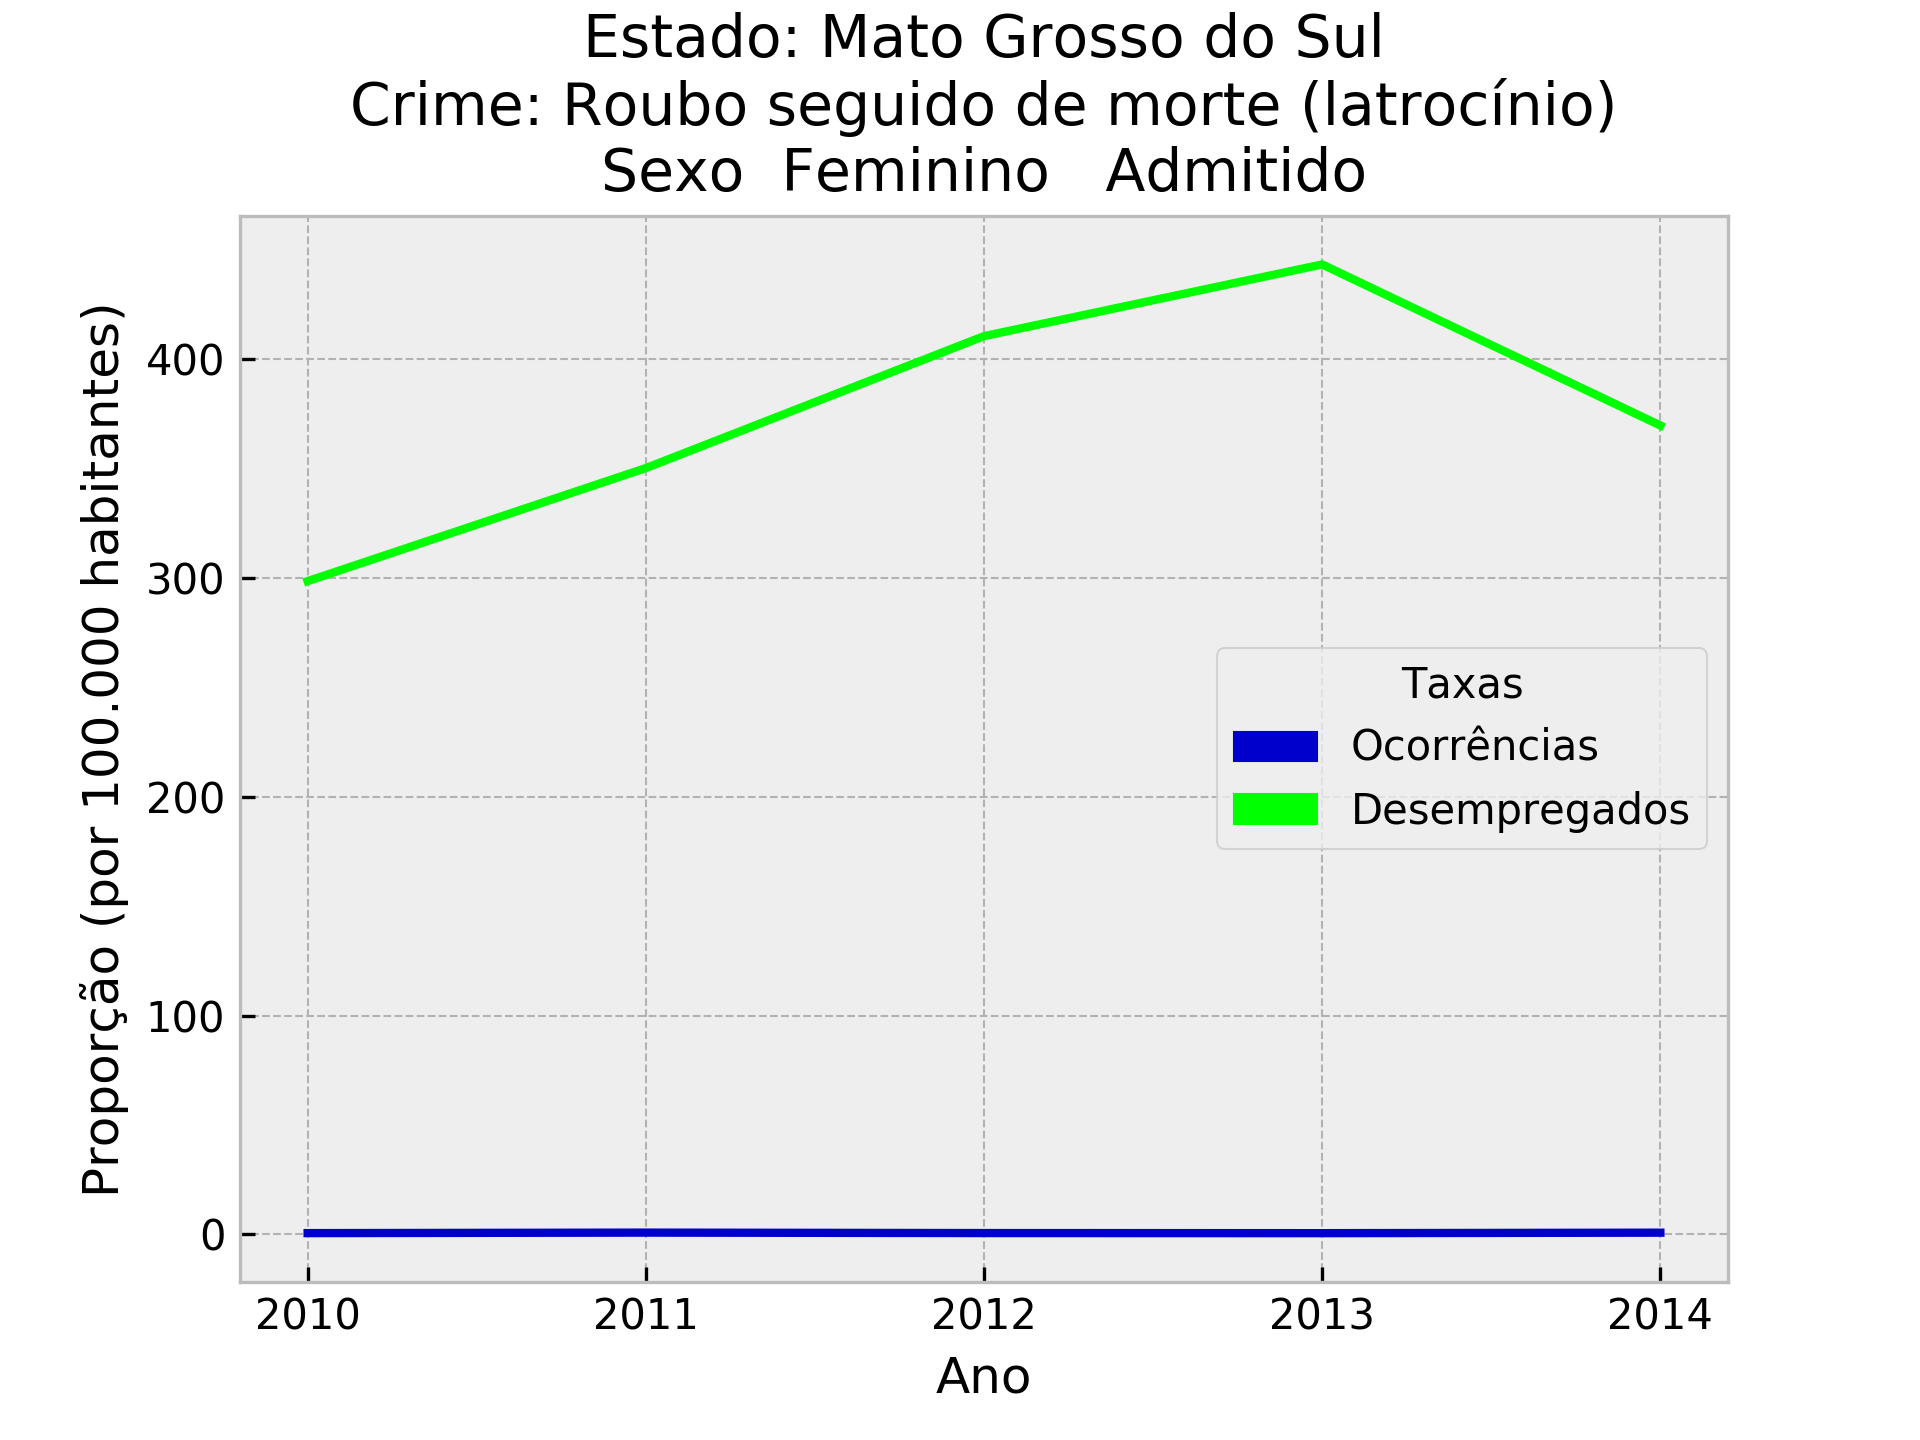 Estado: Mato Grosso do Sul
Crime: Roubo seguido de morte (latrocínio)
Sexo  Feminino   Admitido
Proporção (por 100.000 habitantes)
400
300
200
100
0
Taxas
Ocorrências
Desempregados
2010 2011 2012 2013 2014
Ano